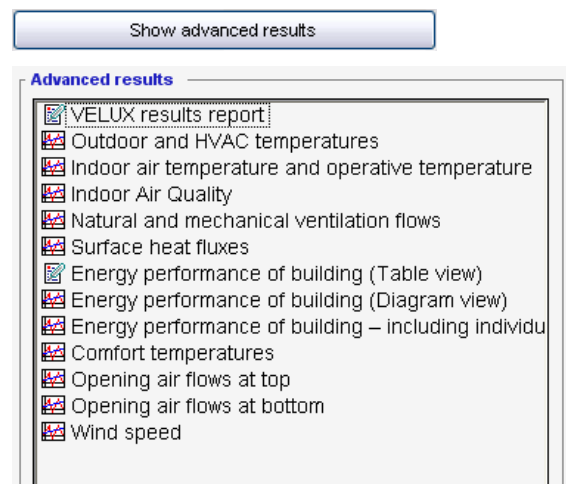 Show advanced results
Advanced results
VELUX results report
Outdoor and HVAC temperatures
Indoor air temperature and operative temperature
Indoor Air Quality
Natural and mechanical ventilation flows
Surface heat fluxes
Energy performance of building (Table view)
Energy performance of building (Diagram view)
Energy performance of building – including individu
Comfort temperatures
Opening air flows at top
Opening air flows at bottom
Wind speed